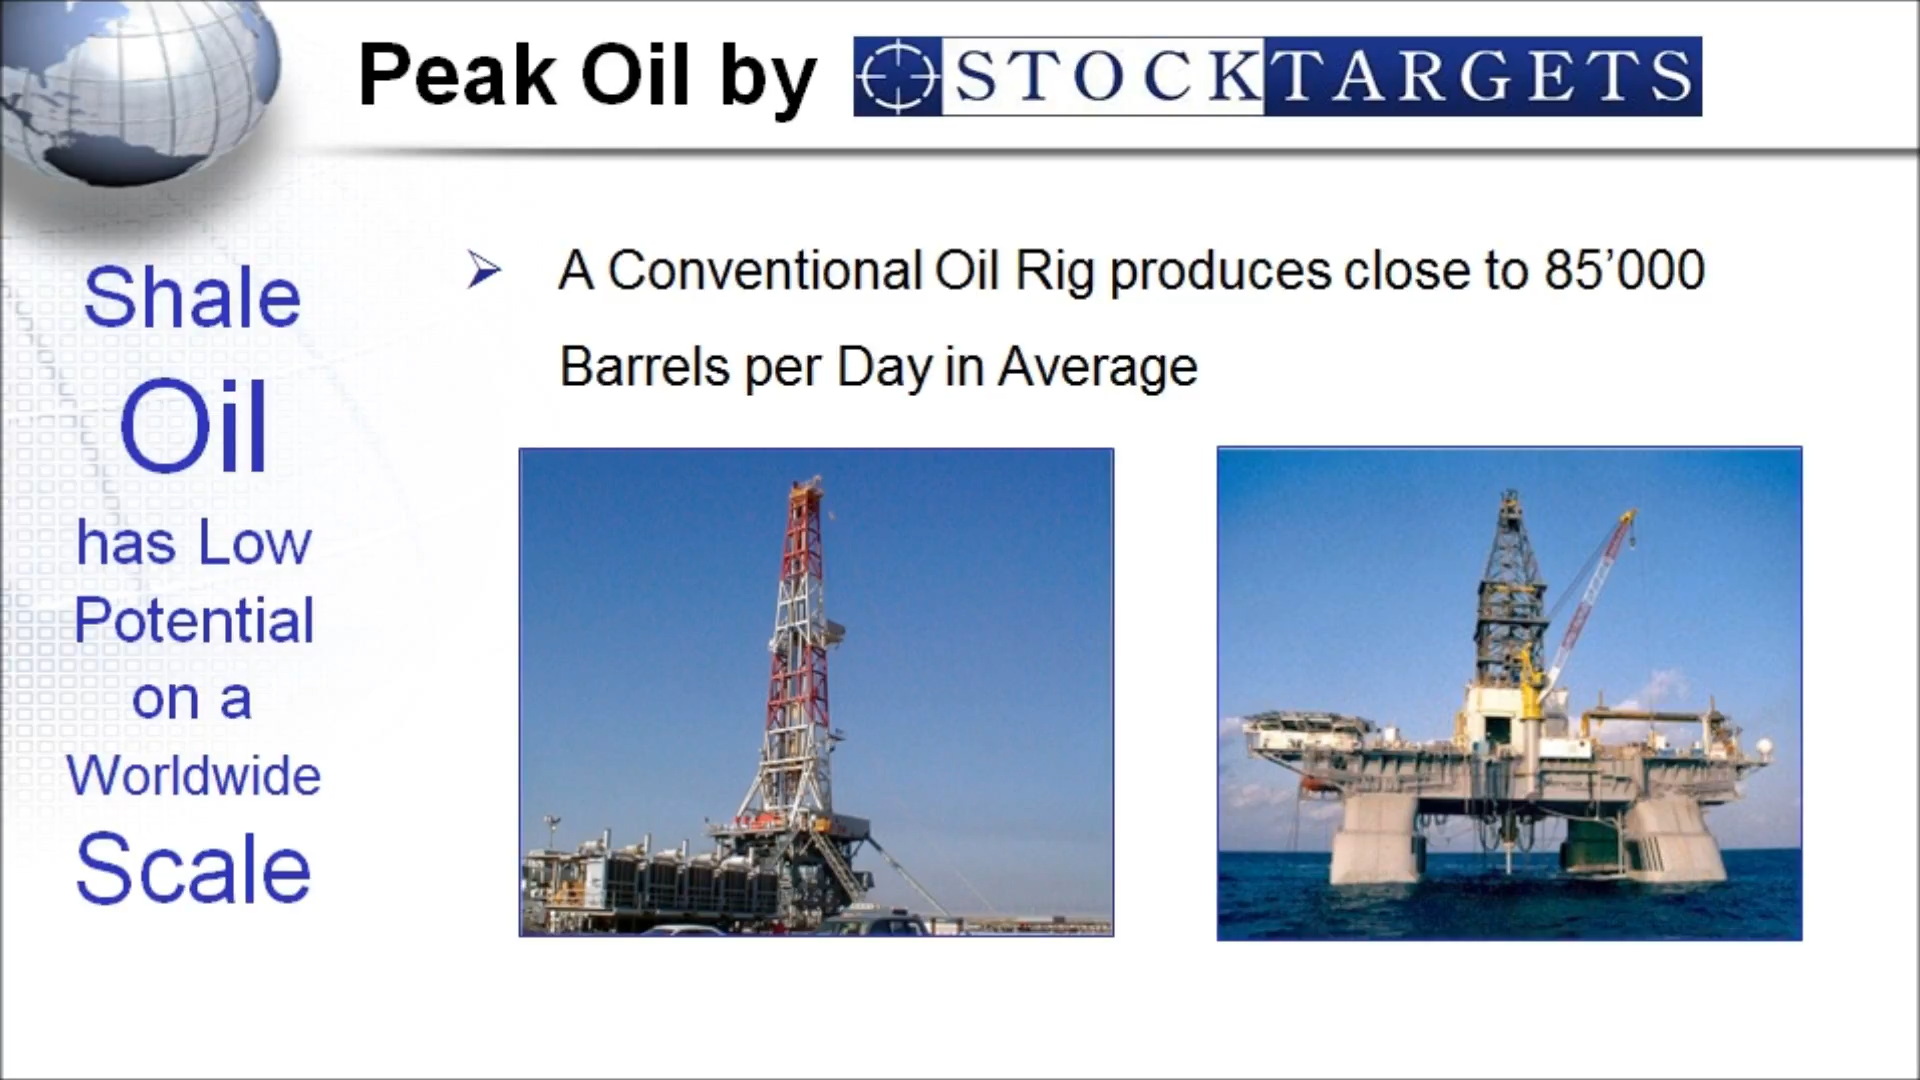 Peak Oil by STOCKTARGETS
Shale
Oil
has Low
Potential
on a
Worldwide
Scale
A Conventional Oil Rig produces close to 85’000
Barrels per Day in Average